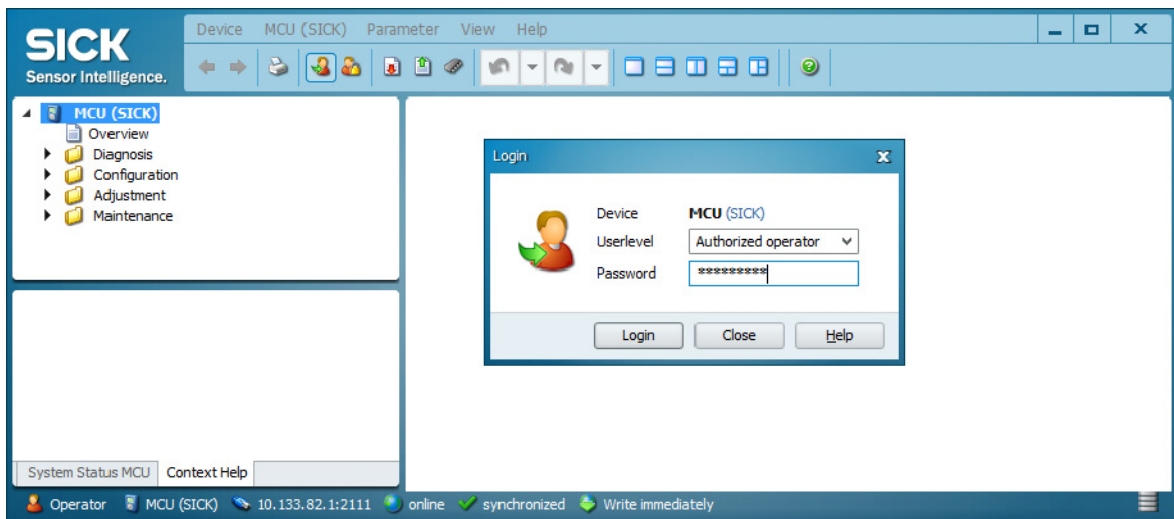 SICK
Sensor Intelligence.
Device MCU (SICK) Parameter View Help
MCU (SICK)
Overview
Diagnosis
Configuration
Adjustment
Maintenance
Login
Device MCU (SICK)
Userlevel Authorized operator
Password *********
Login Close Help
System Status MCU Context Help
Operator MCU (SICK) 10.133.82.1:2111 online synchronized Write immediately